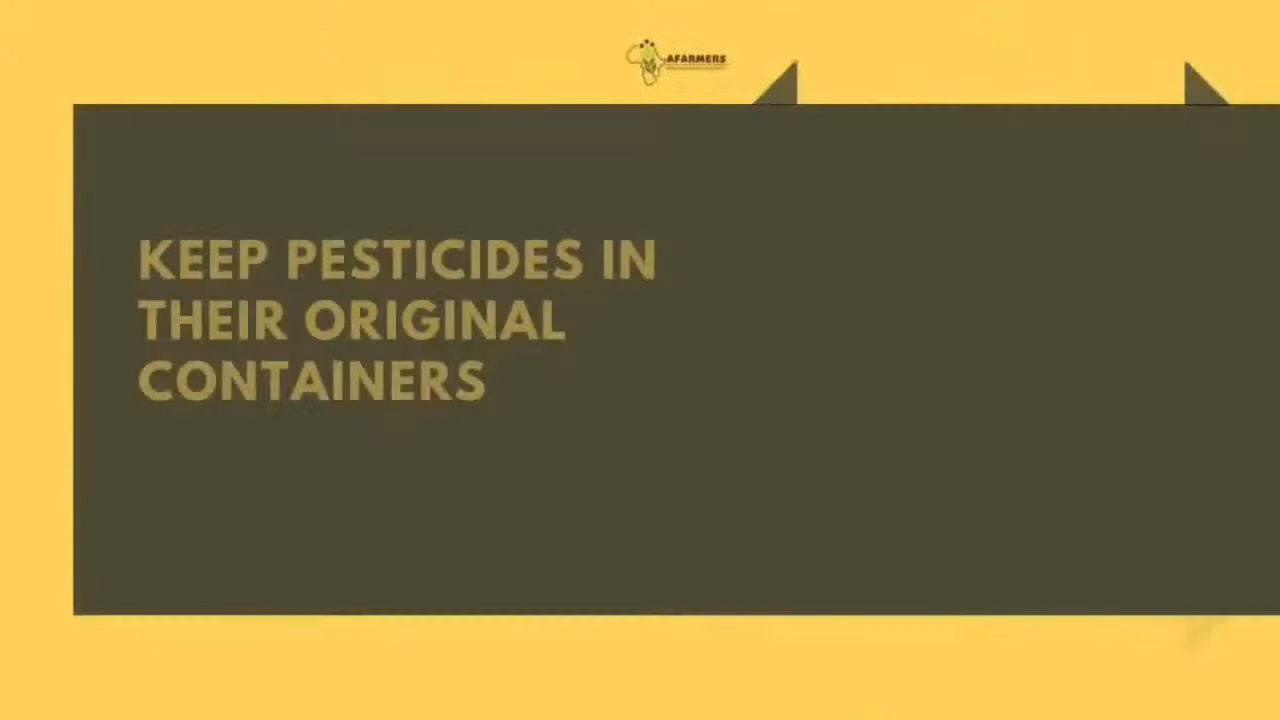 AFARMERS
KEEP PESTICIDES IN
THEIR ORIGINAL
CONTAINERS